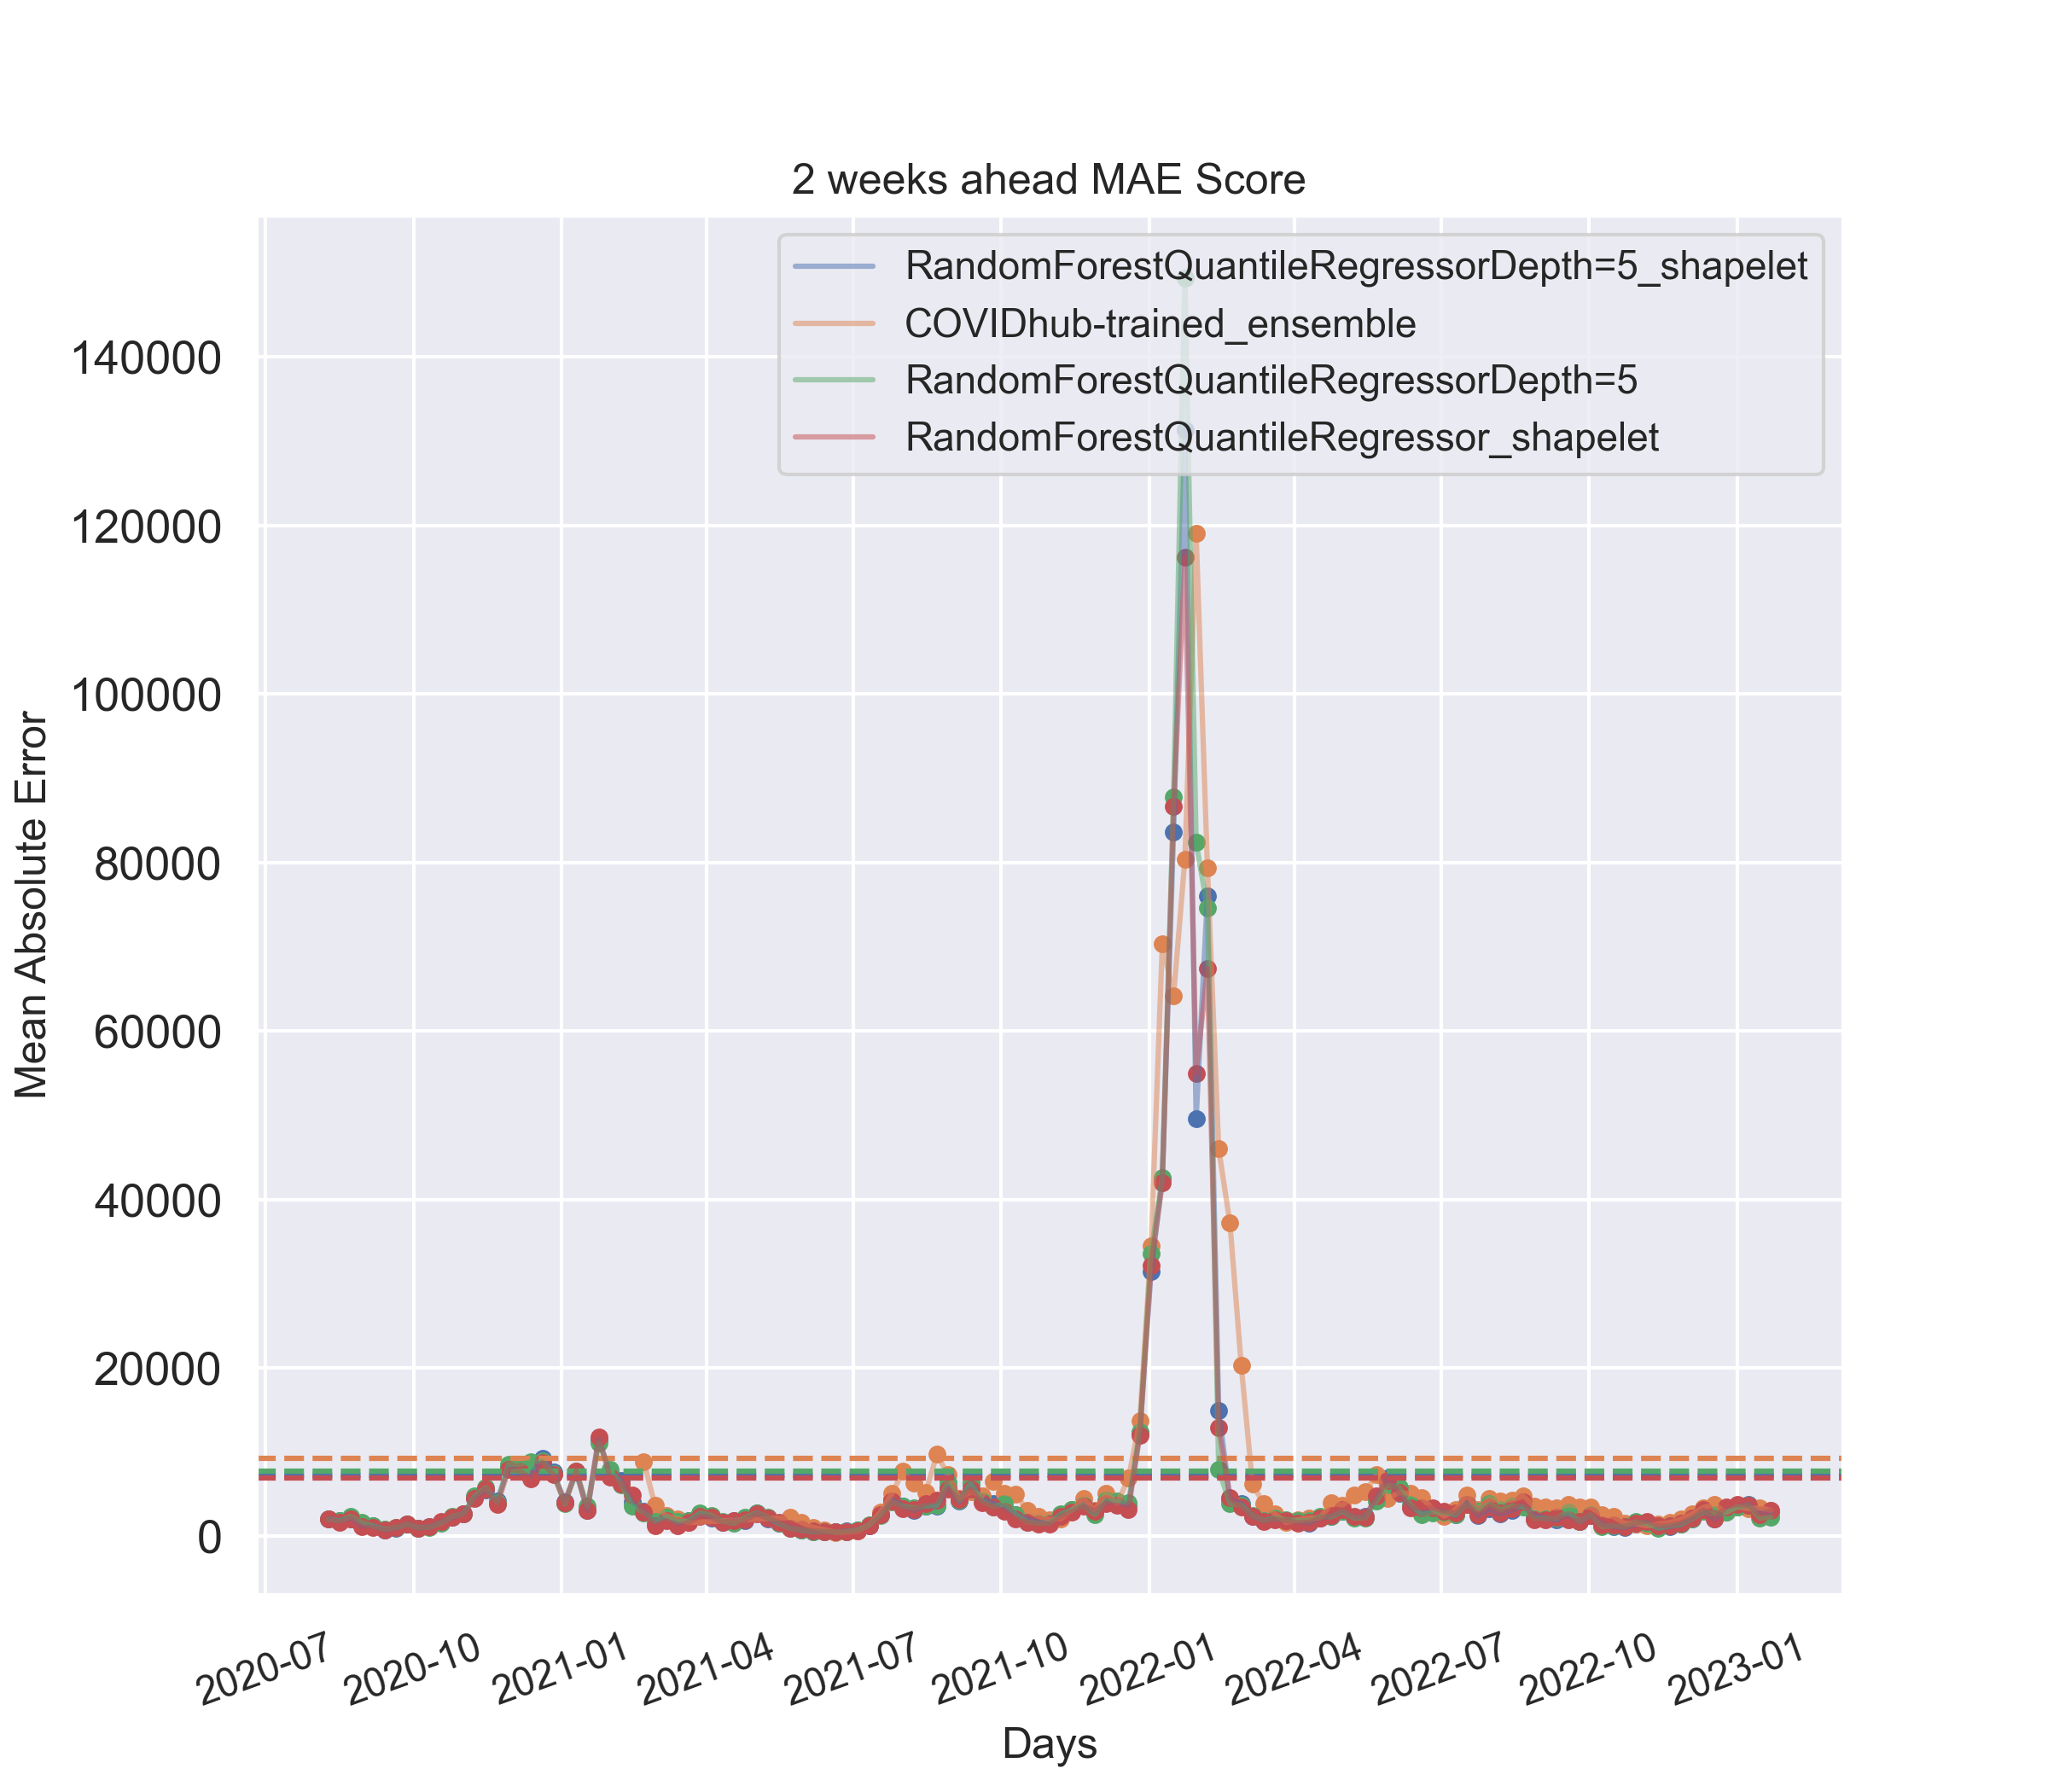 2 weeks ahead MAE Score
RandomForestQuantileRegressorDepth=5_shapelet
COVIDhub-trained_ensemble
RandomForestQuantileRegressorDepth=5
RandomForestQuantileRegressor_shapelet
Mean Absolute Error
140000
120000
100000
80000
60000
40000
20000
0
2020-07
2020-10
2021-01
2021-04
2021-07
2021-10
2022-01
2022-04
2022-07
2022-10
2023-01
Days